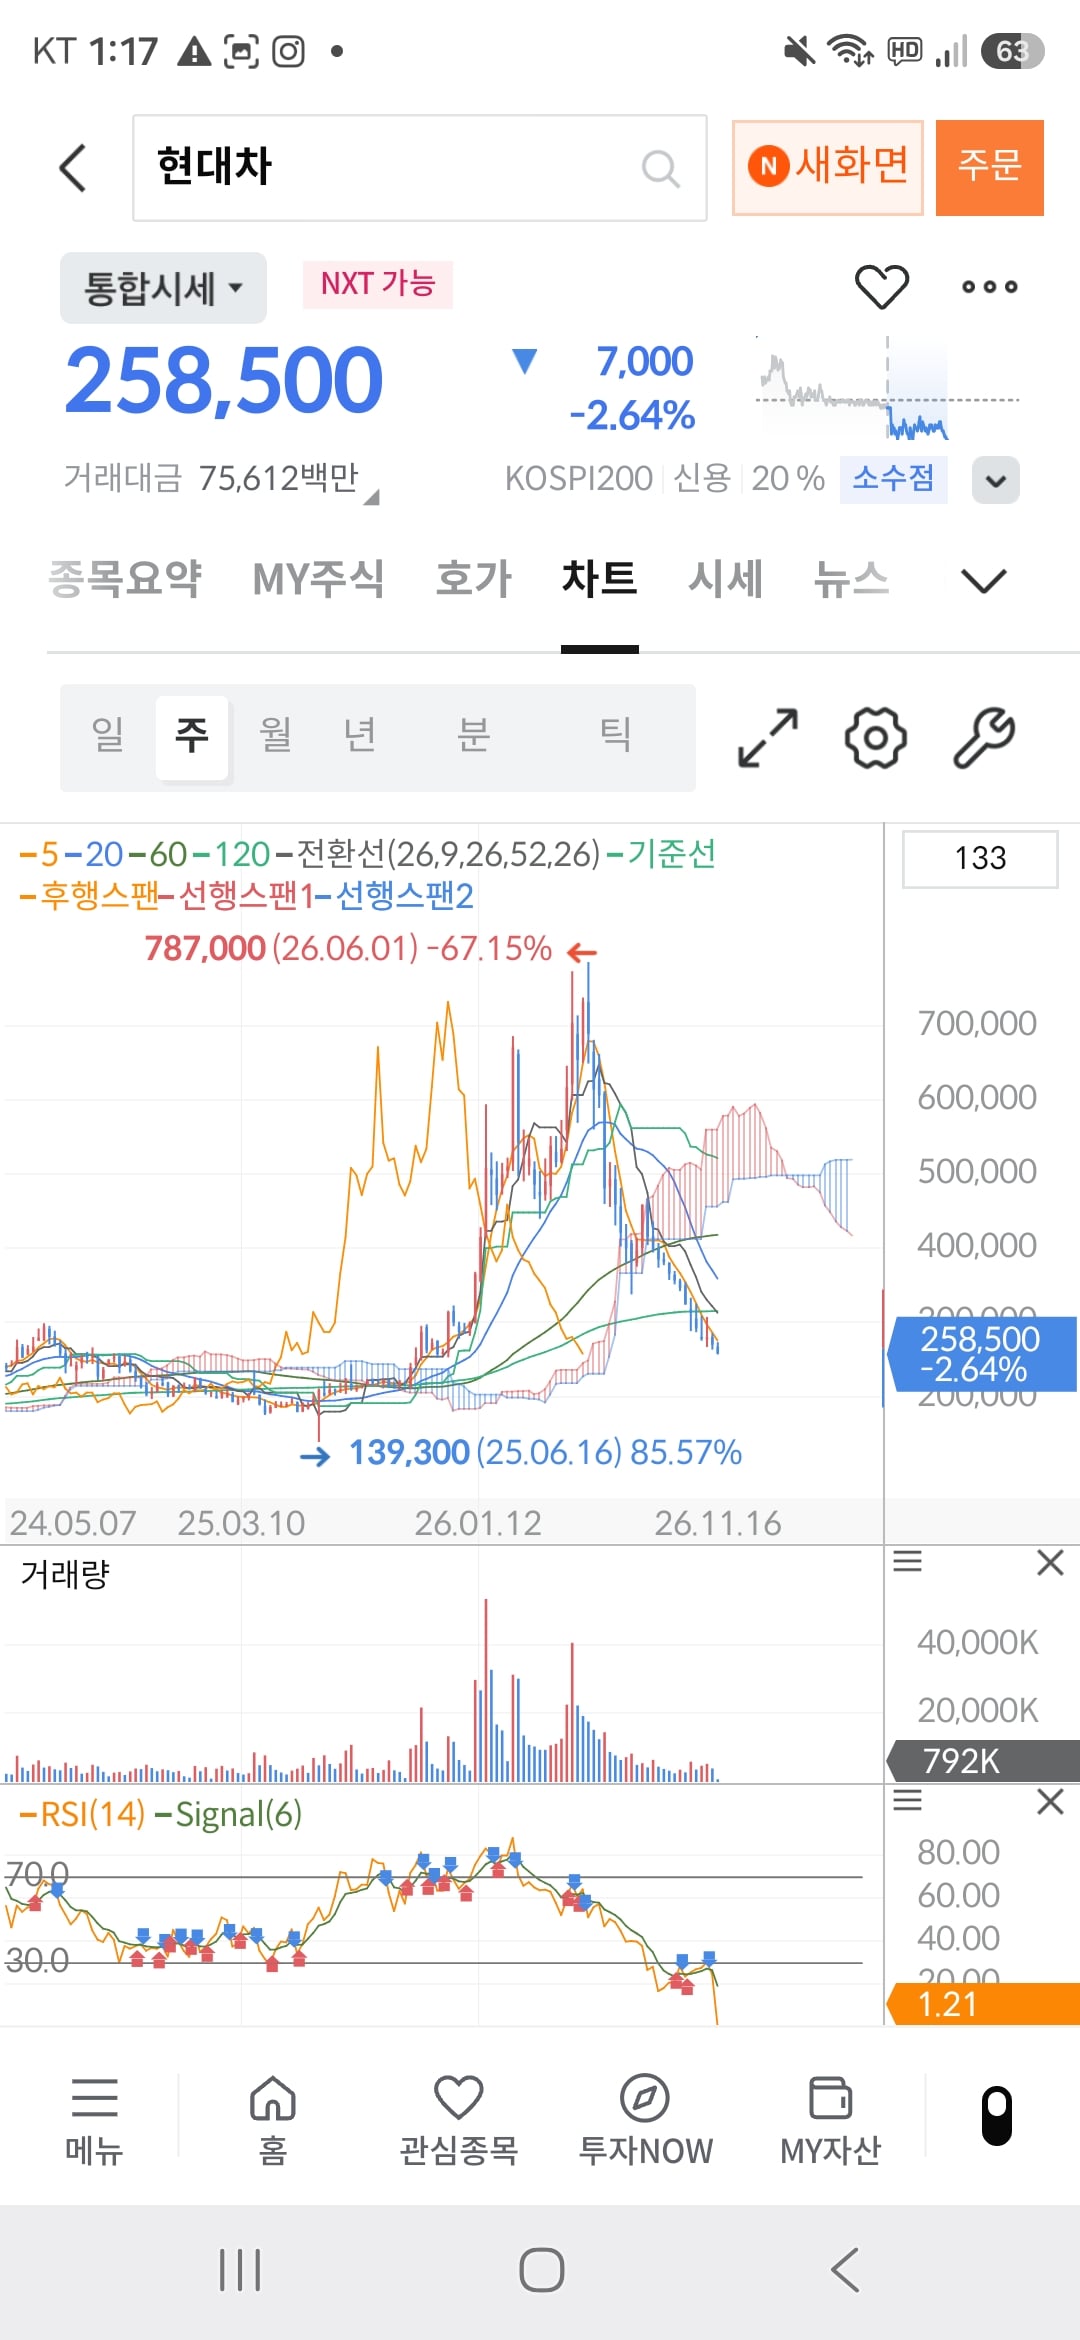 KT 1:17
HD 63
현대차
N 새화면 주문
통합시세
NXT 가능
258,500
7,000
-2.64%
거래대금 75,612백만
KOSPI200 신용 20 % 소수점
종목요약 MY주식 호가 차트 시세 뉴스
일 주 월 년 분 틱
5 20 60 120 전환선(26,9,26,52,26) 기준선
후행스팬 선행스팬1 선행스팬2
133
787,000 (26.06.01) -67.15%
700,000
600,000
500,000
400,000
300,000
258,500
-2.64%
200,000
139,300 (25.06.16) 85.57%
24.05.07 25.03.10 26.01.12 26.11.16
거래량
40,000K
20,000K
792K
RSI(14) Signal(6)
70.0
30.0
80.00
60.00
40.00
20.00
1.21
메뉴 홈 관심종목 투자NOW MY자산